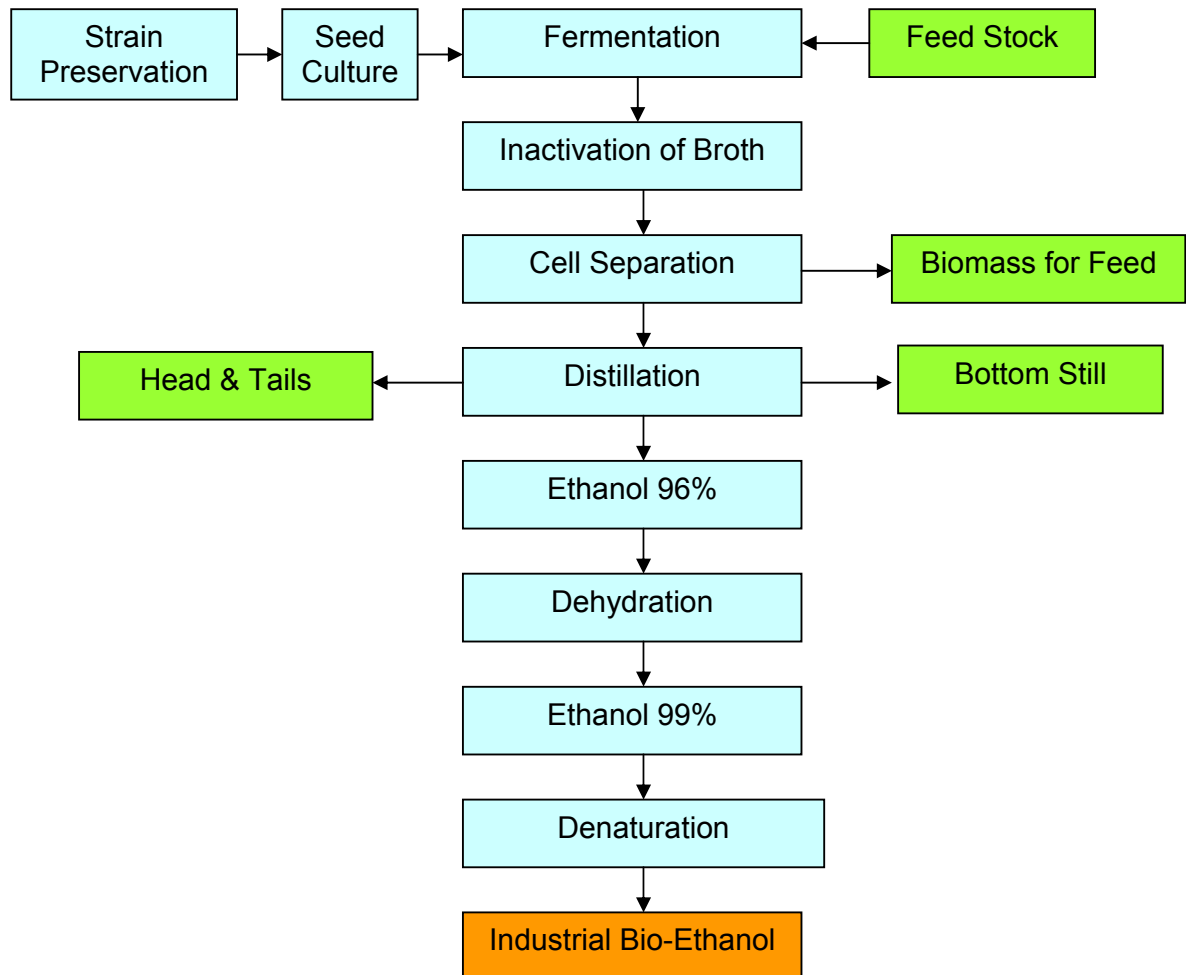 Strain
Preservation
Seed
Culture
Fermentation
Feed Stock
Inactivation of Broth
Cell Separation
Biomass for Feed
Head & Tails
Distillation
Bottom Still
Ethanol 96%
Dehydration
Ethanol 99%
Denaturation
Industrial Bio-Ethanol